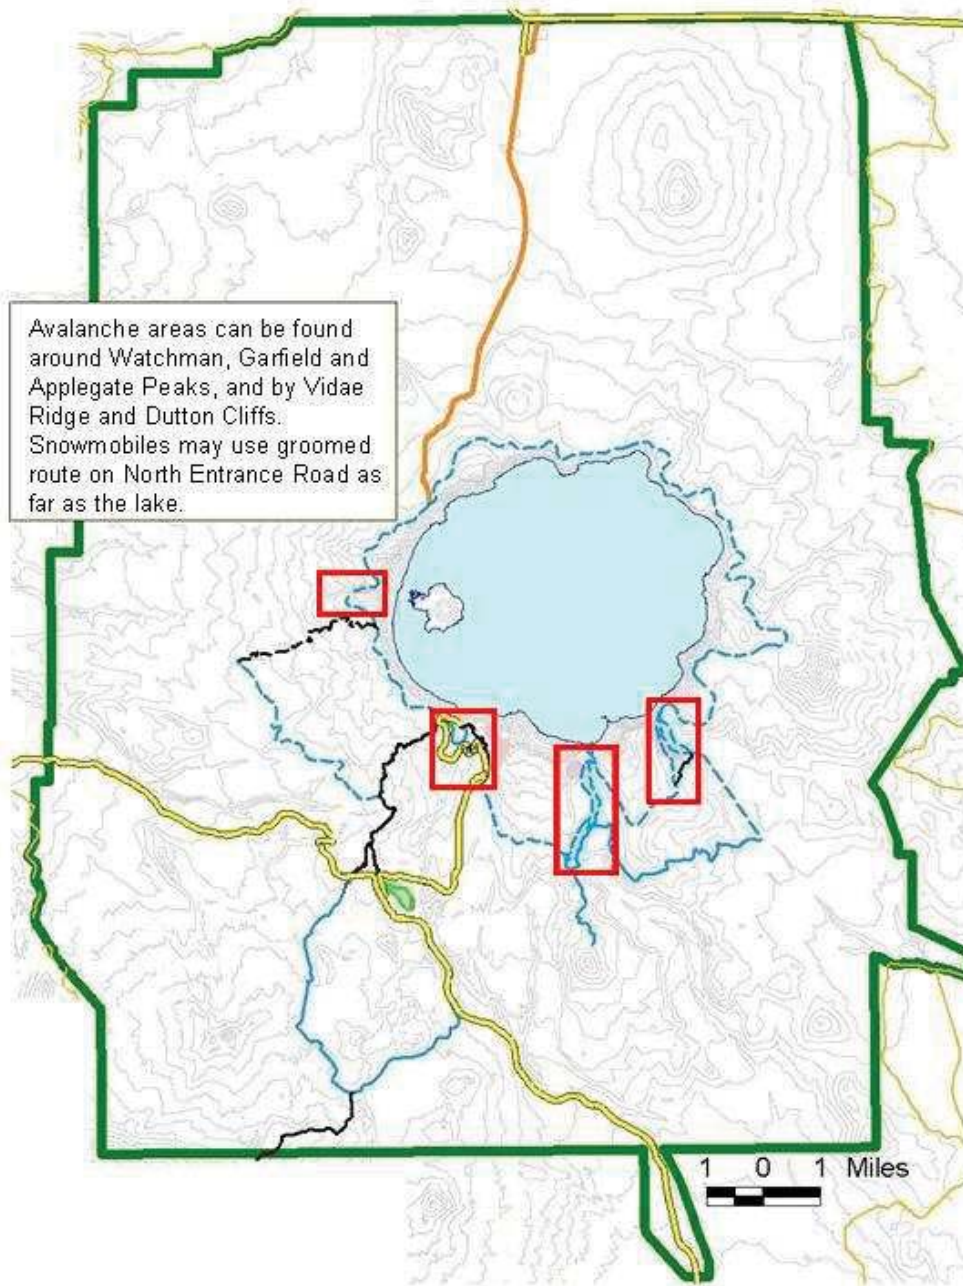 Avalanche areas can be found
around Watchman, Garfield and
Applegate Peaks, and by Vidae
Ridge and Dutton Cliffs.
Snowmobiles may use groomed
route on North Entrance Road as
far as the lake.
1 0 1 Miles